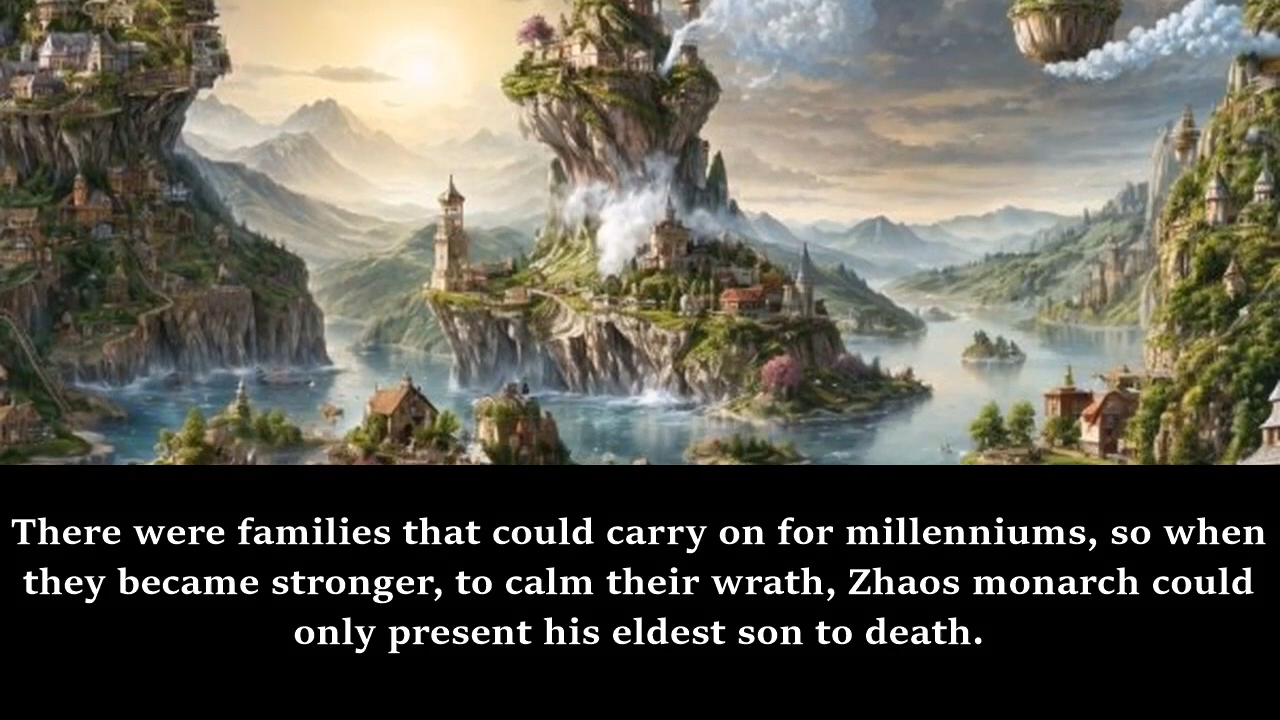 There were families that could carry on for millenniums, so when
they became stronger, to calm their wrath, Zhaos monarch could
only present his eldest son to death.